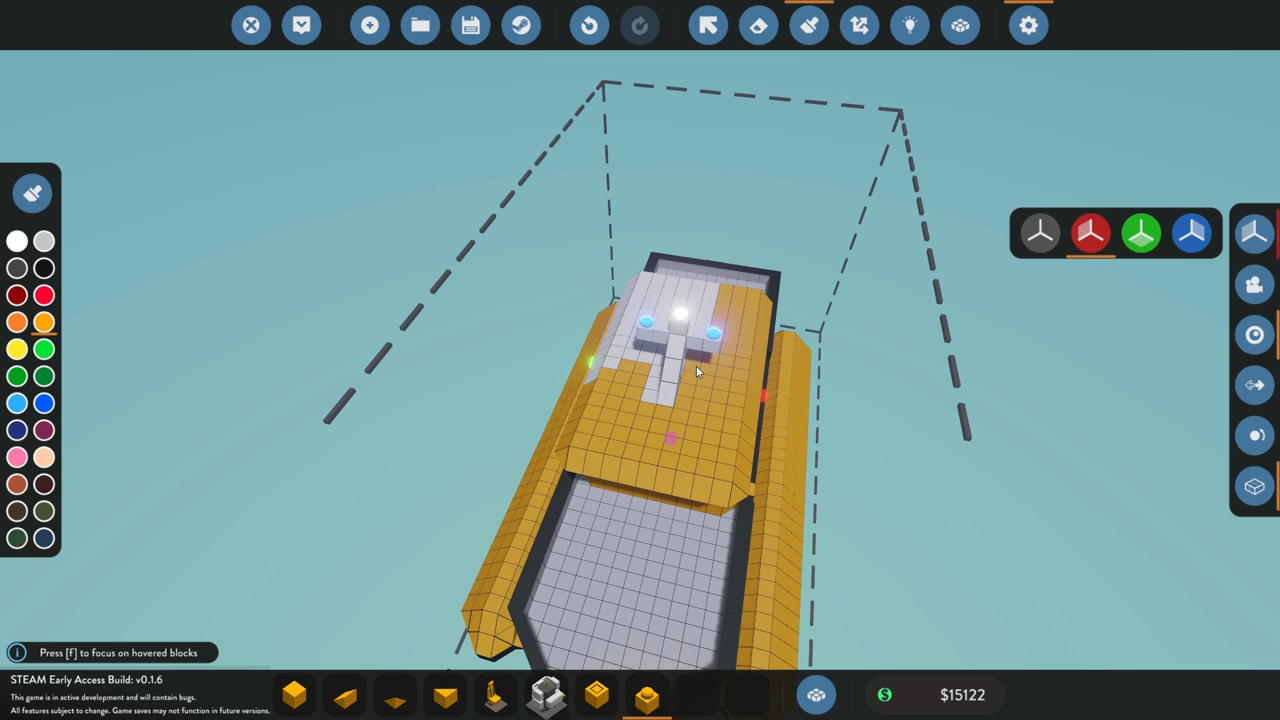 Press [f] to focus on hovered blocks
STEAM Early Access Build: v0.1.6
This game is in active development and will contain bugs.
All features subject to change. Game saves may not function in future versions.
$15122